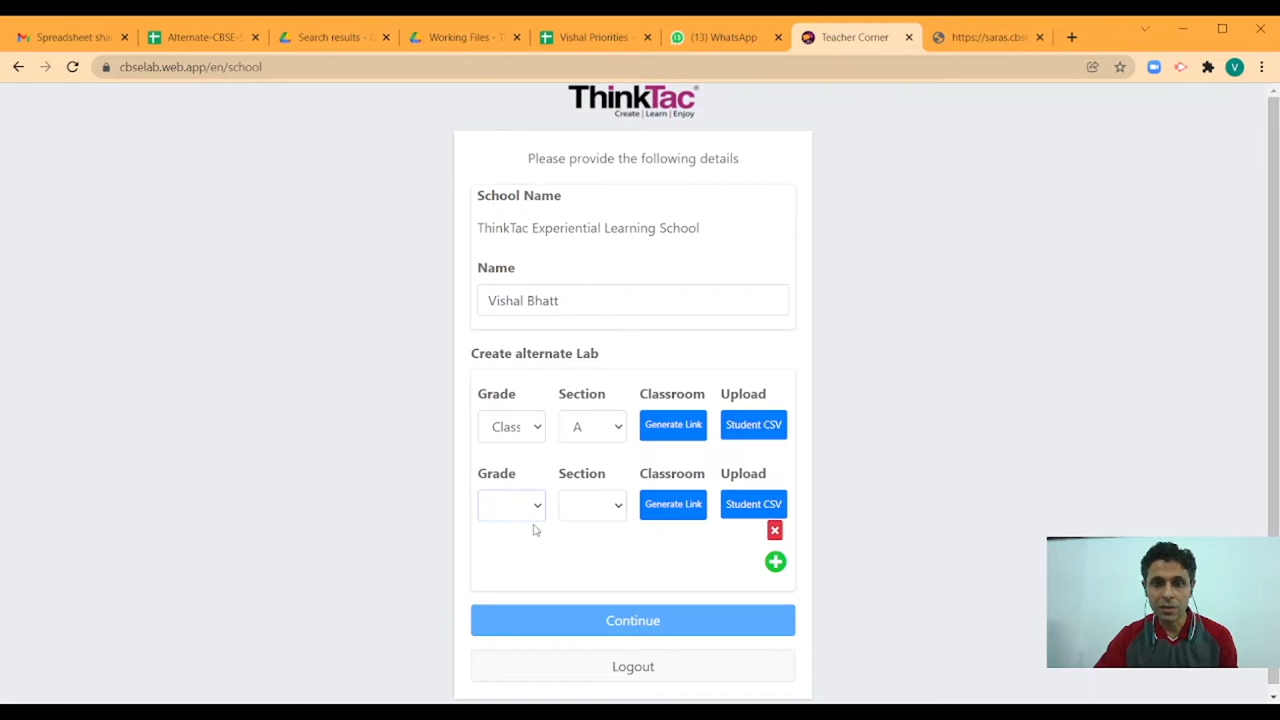 Spreadsheet sha
Alternate-CBSE-S
Search results - G
Working Files - T
Vishal Priorities -
(13) WhatsApp
Teacher Corner
https://saras.cbs
cbselab.web.app/en/school
V
ThinkTac®
Create | Learn | Enjoy
Please provide the following details
School Name
ThinkTac Experiential Learning School
Name
Vishal Bhatt
Create alternate Lab
Grade Section Classroom Upload
Class A Generate Link Student CSV
Grade Section Classroom Upload
Generate Link Student CSV
Continue
Logout